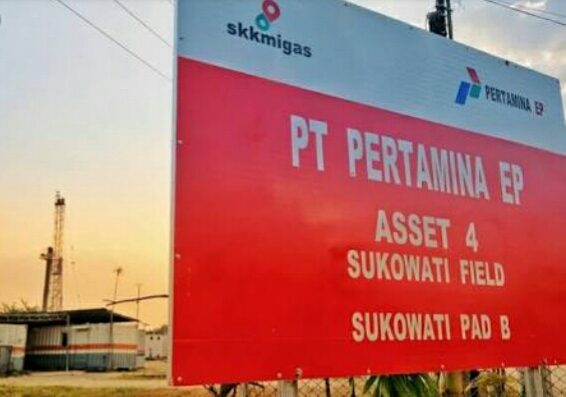 skkmigas
PERTAMINA EP
PT PERTAMINA EP
ASSET 4
SUKOWATI FIELD
SUKOWATI PAD B